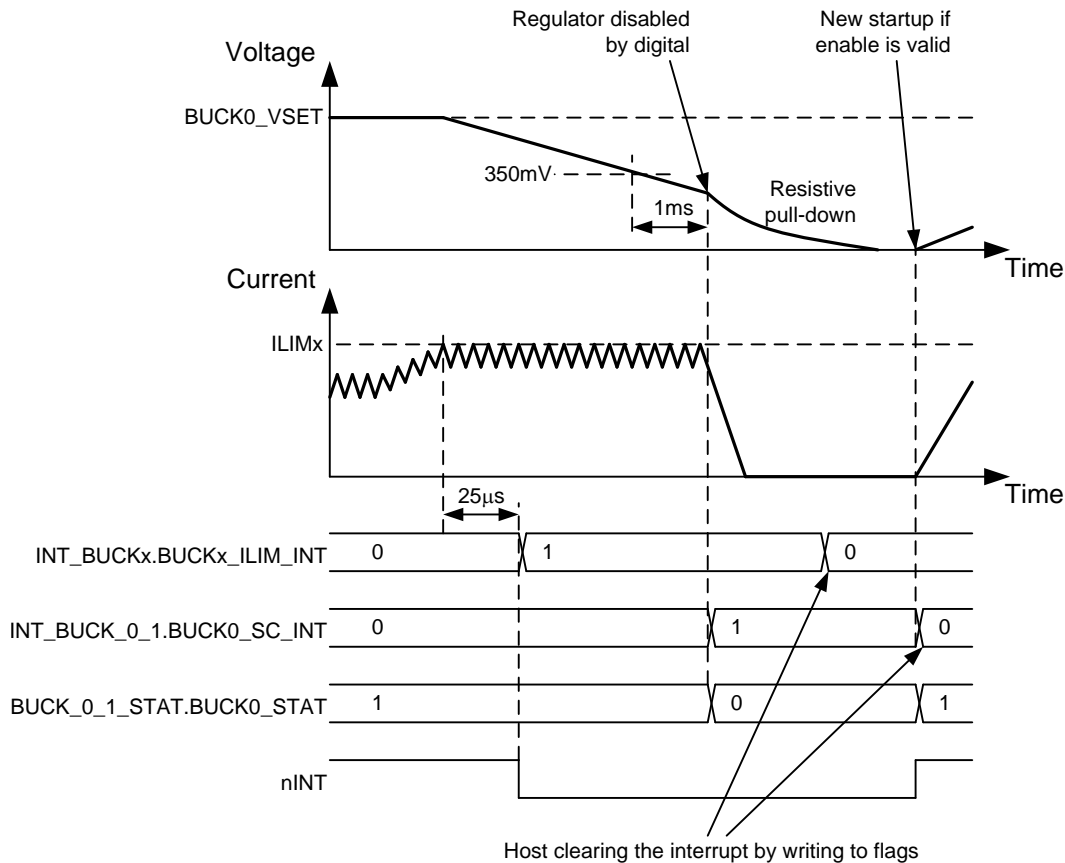 Regulator disabled
by digital
New startup if
enable is valid
Voltage
BUCK0_VSET
350mV
1ms
Resistive
pull-down
Time
Current
ILIMx
Time
25μs
INT_BUCKx.BUCKx_ILIM_INT
0
1
0
INT_BUCK_0_1.BUCK0_SC_INT
0
1
0
BUCK_0_1_STAT.BUCK0_STAT
1
0
1
nINT
Host clearing the interrupt by writing to flags